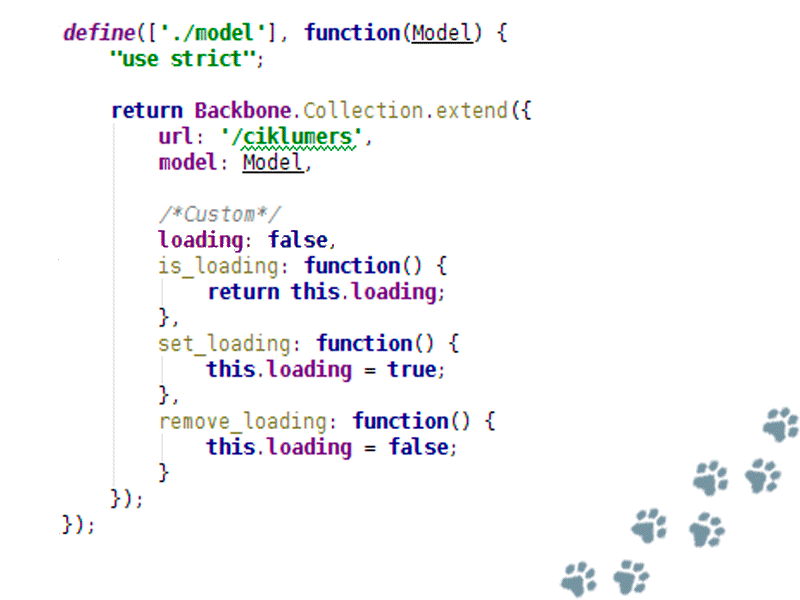 define(['./model'], function(Model) {
    "use strict";

    return Backbone.Collection.extend({
        url: '/ciklumers',
        model: Model,

        /*Custom*/
        loading: false,
        is_loading: function() {
            return this.loading;
        },
        set_loading: function() {
            this.loading = true;
        },
        remove_loading: function() {
            this.loading = false;
        }
    });
});